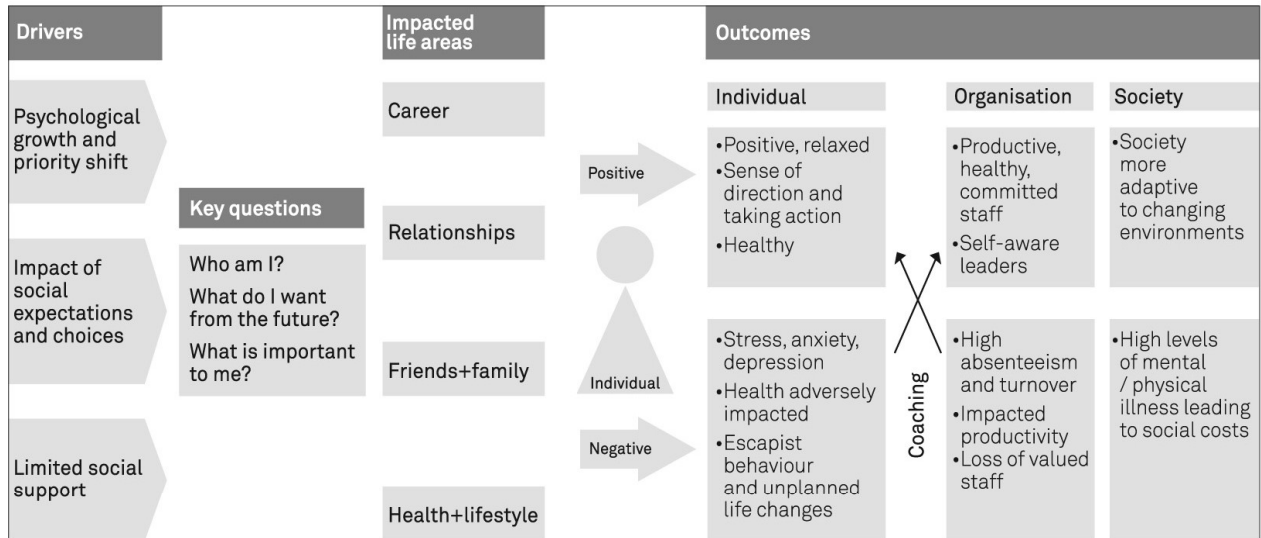 Drivers
Psychological
growth and
priority shift
Impact of
social
expectations
and choices
Limited social
support
Key questions
Who am I?
What do I want
from the future?
What is important
to me?
Impacted
life areas
Career
Relationships
Friends+family
Health+lifestyle
Positive
Individual
Negative
Outcomes
Individual
•Positive, relaxed
•Sense of
direction and
taking action
•Healthy
•Stress, anxiety,
depression
•Health adversely
impacted
•Escapist
behaviour
and unplanned
life changes
Coaching
Organisation
•Productive,
healthy,
committed
staff
•Self-aware
leaders
•High
absenteeism
and turnover
•Impacted
productivity
•Loss of valued
staff
Society
•Society
more
adaptive
to changing
environments
•High levels
of mental
/ physical
illness leading
to social costs